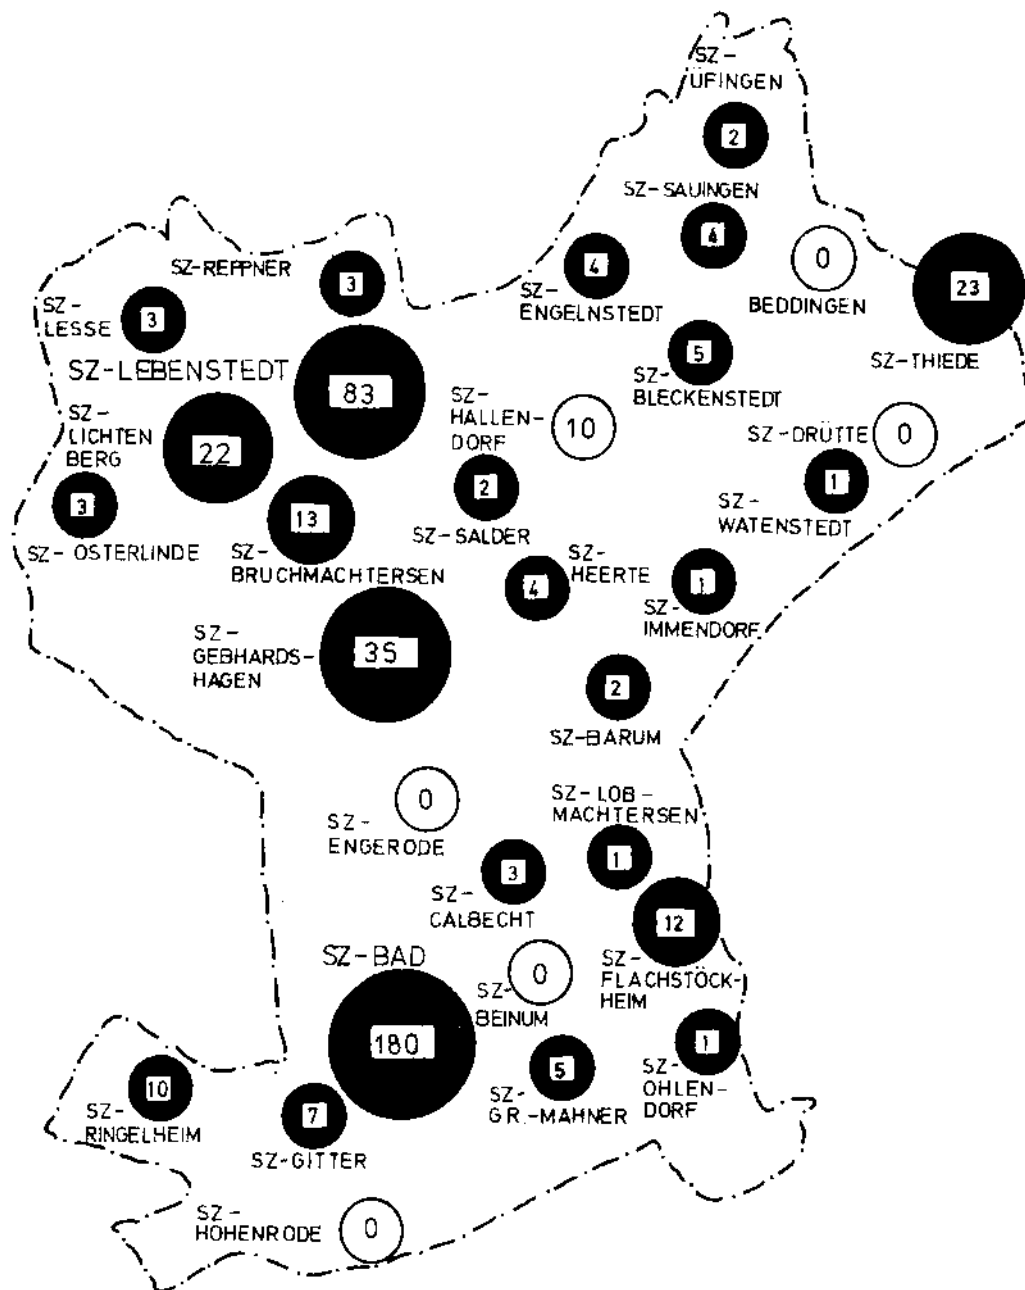 SZ-
ÜFINGEN
2
SZ-SAUINGEN
4
0
BEDDINGEN
SZ-REPPNER
3
4
SZ-
ENGELNSTEDT
23
SZ-THIEDE
SZ-
LESSE
3
SZ-LEBENSTEDT
83
5
SZ-
BLECKENSTEDT
SZ-
HALLEN-
DORF
10
SZ-DRÜTTE
0
SZ-
LICHTEN
BERG
22
3
SZ-OSTERLINDE
13
SZ-
BRUCHMACHTERSEN
2
SZ-SALDER
1
SZ-
WATENSTEDT
SZ-
HEERTE
4
1
SZ-
IMMENDORF
SZ-
GEBHARDS-
HAGEN
35
2
SZ-BARUM
0
SZ-
ENGERODE
SZ-LOB-
MACHTERSEN
1
3
SZ-
CALBECHT
12
SZ-
FLACHSTÖCK-
HEIM
SZ-BAD
180
0
SZ-
BEINUM
1
SZ-
OHLEN-
DORF
5
SZ-
GR.-MAHNER
10
SZ-
RINGELHEIM
7
SZ-GITTER
SZ-
HOHENRODE
0